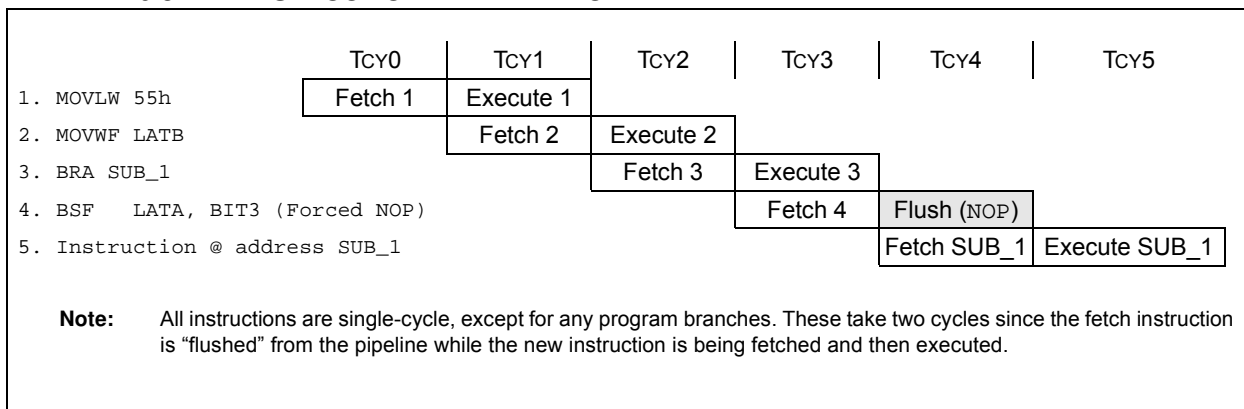 TCY0 TCY1 TCY2 TCY3 TCY4 TCY5
1. MOVLW 55h Fetch 1 Execute 1
2. MOVWF LATB Fetch 2 Execute 2
3. BRA SUB_1 Fetch 3 Execute 3
4. BSF LATA, BIT3 (Forced NOP) Fetch 4 Flush (NOP)
5. Instruction @ address SUB_1 Fetch SUB_1 Execute SUB_1
Note: All instructions are single-cycle, except for any program branches. These take two cycles since the fetch instruction
is “flushed” from the pipeline while the new instruction is being fetched and then executed.